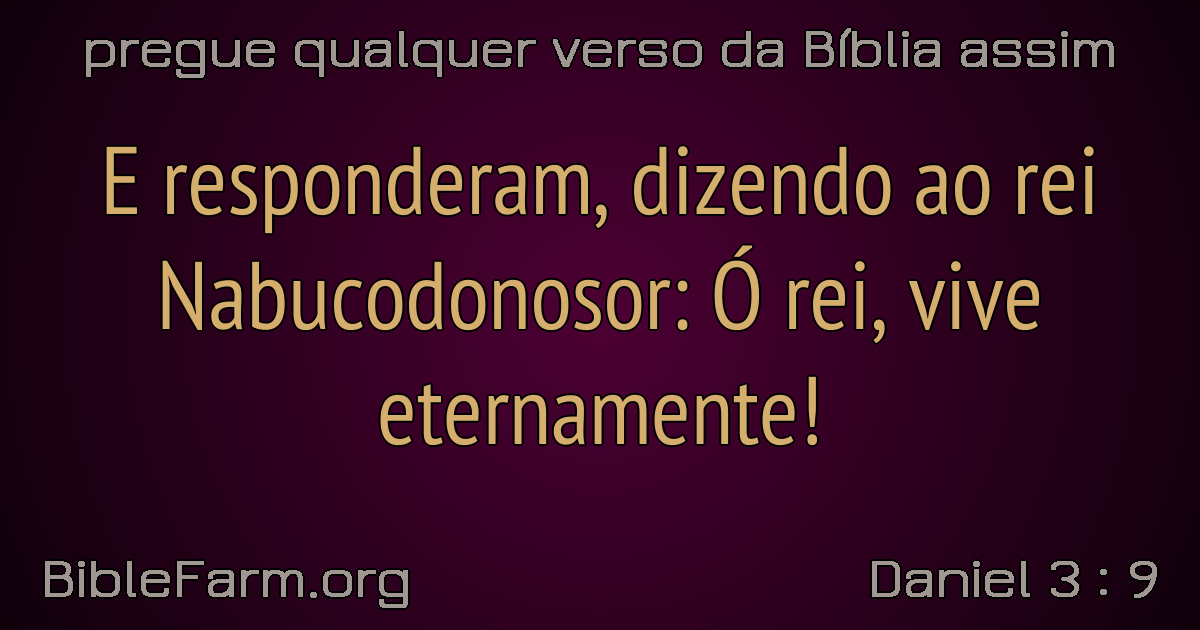 pregue qualquer verso da Bíblia assim
E responderam, dizendo ao rei
Nabucodonosor: Ó rei, vive
eternamente!
BibleFarm.org
Daniel 3 : 9